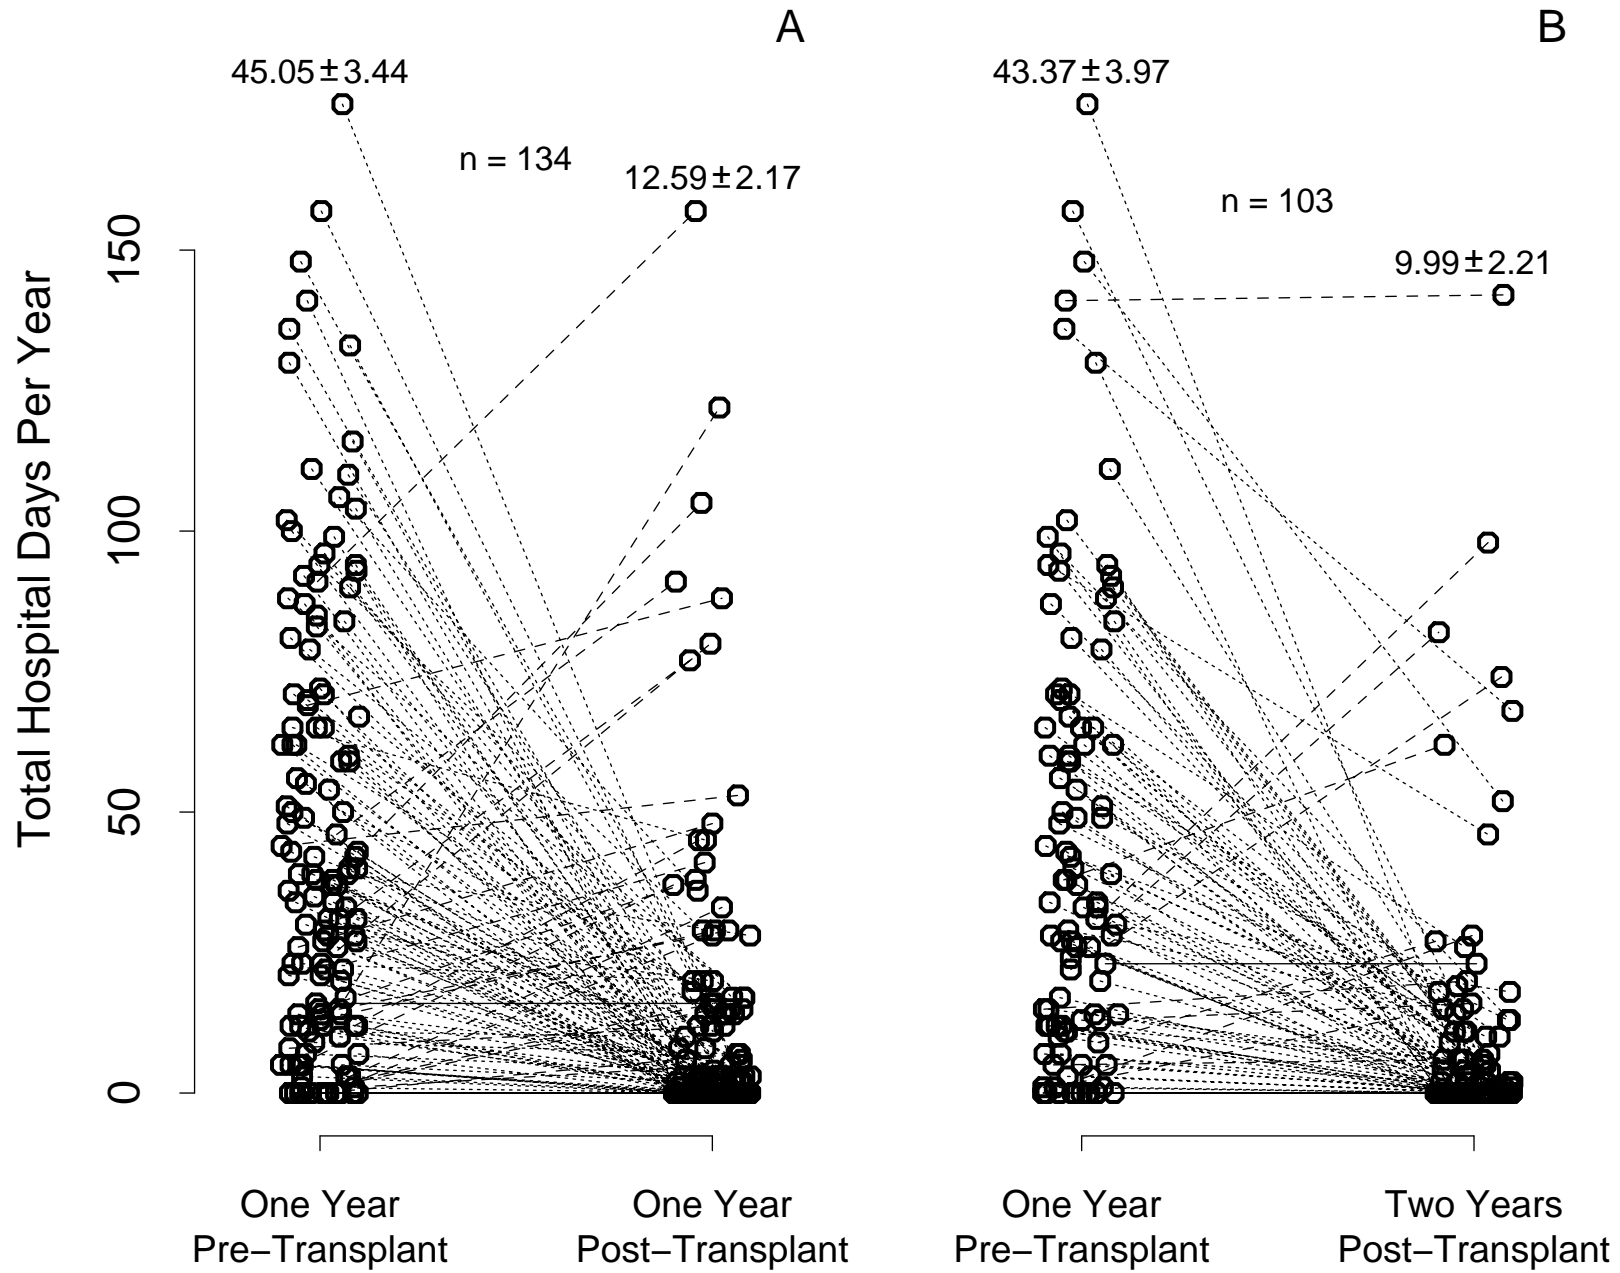 A
B
45.05±3.44
43.37±3.97
n = 134
12.59±2.17
n = 103
9.99±2.21
Total Hospital Days Per Year
150
100
50
0
One Year
Pre−Transplant
One Year
Post−Transplant
One Year
Pre−Transplant
Two Years
Post−Transplant